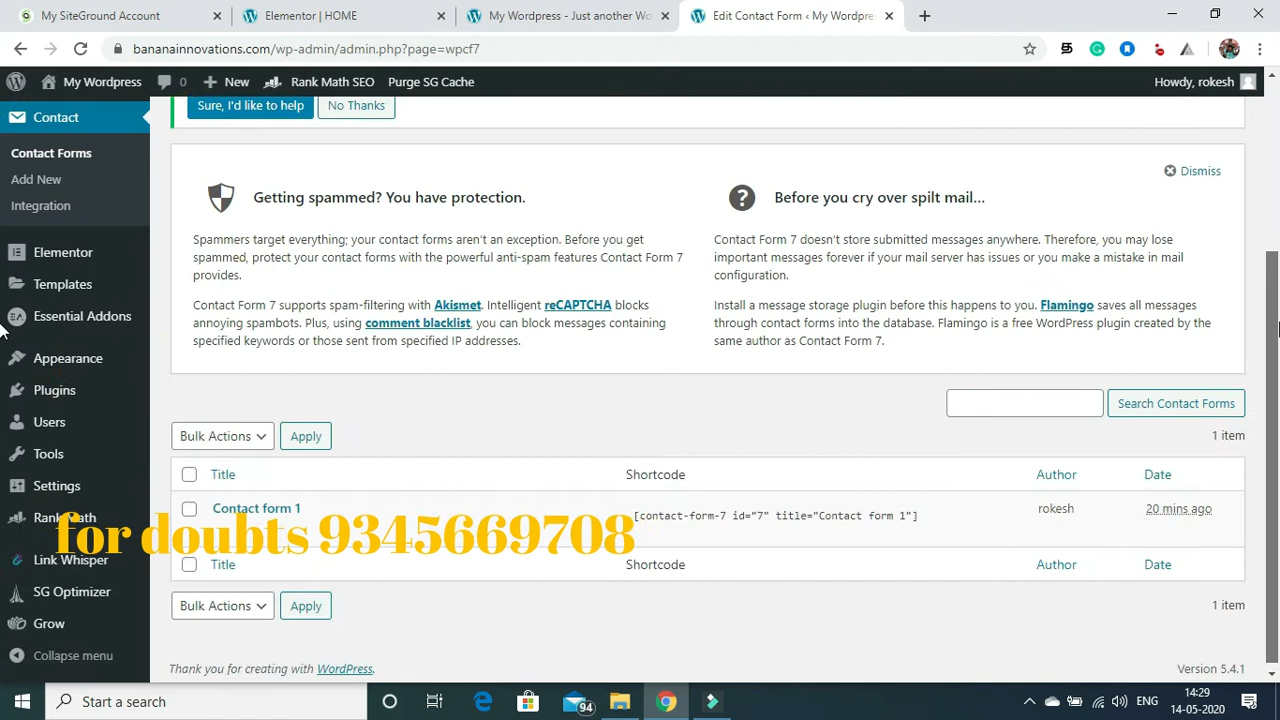 My SiteGround Account
Elementor | HOME
My Wordpress - Just another Wo
Edit Contact Form ‹ My Wordpre
bananainnovations.com/wp-admin/admin.php?page=wpcf7
My Wordpress
0
New
Rank Math SEO
Purge SG Cache
Howdy, rokesh
Contact
Contact Forms
Add New
Integration
Elementor
Templates
Essential Addons
Appearance
Plugins
Users
Tools
Settings
Rank Math
Link Whisper
SG Optimizer
Grow
Collapse menu
Sure, I'd like to help
No Thanks
Dismiss
Getting spammed? You have protection.
Spammers target everything; your contact forms aren't an exception. Before you get
spammed, protect your contact forms with the powerful anti-spam features Contact Form 7
provides.
Contact Form 7 supports spam-filtering with Akismet. Intelligent reCAPTCHA blocks
annoying spambots. Plus, using comment blacklist, you can block messages containing
specified keywords or those sent from specified IP addresses.
Before you cry over spilt mail…
Contact Form 7 doesn't store submitted messages anywhere. Therefore, you may lose
important messages forever if your mail server has issues or you make a mistake in mail
configuration.
Install a message storage plugin before this happens to you. Flamingo saves all messages
through contact forms into the database. Flamingo is a free WordPress plugin created by the
same author as Contact Form 7.
Search Contact Forms
Bulk Actions
Apply
1 item
Title
Shortcode
Author
Date
Contact form 1
[contact-form-7 id="7" title="Contact form 1"]
rokesh
20 mins ago
for doubts 9345669708
Title
Shortcode
Author
Date
Bulk Actions
Apply
1 item
Thank you for creating with WordPress.
Version 5.4.1
Start a search
94
ENG
14:29
14-05-2020